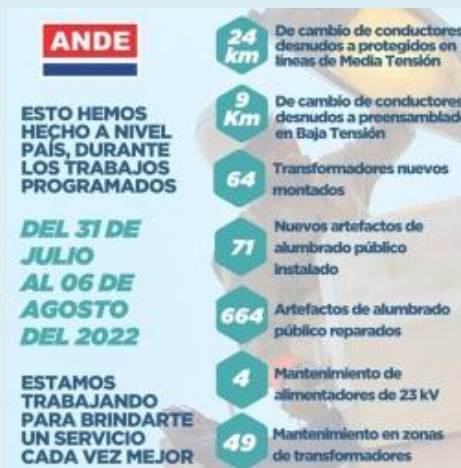 ANDE
ESTO HEMOS
HECHO A NIVEL
PAÍS, DURANTE
LOS TRABAJOS
PROGRAMADOS
DEL 31 DE
JULIO
AL 06 DE
AGOSTO
DEL 2022
ESTAMOS
TRABAJANDO
PARA BRINDARTE
UN SERVICIO
CADA VEZ MEJOR
24
km
De cambio de conductores
desnudos a protegidos en
líneas de Media Tensión
9
Km
De cambio de conductores
desnudos a preensamblado
en Baja Tensión
64
Transformadores nuevos
montados
71
Nuevos artefactos de
alumbrado público
instalado
664
Artefactos de alumbrado
público reparados
4
Mantenimiento de
alimentadores de 23 kV
49
Mantenimiento en zonas
de transformadores